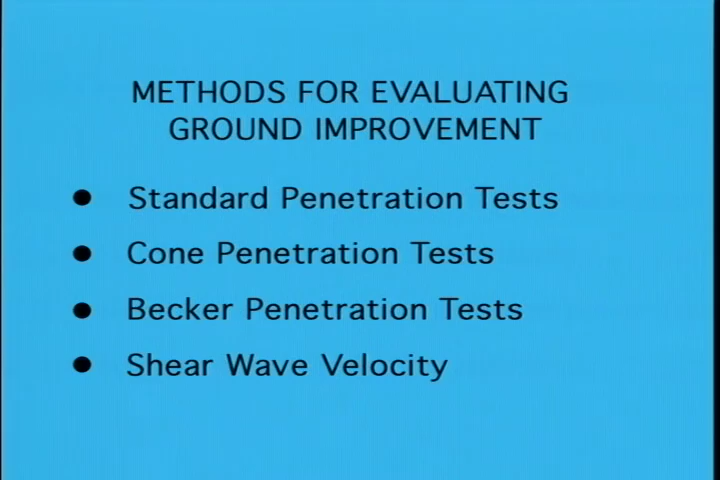 METHODS FOR EVALUATING
GROUND IMPROVEMENT
● Standard Penetration Tests
● Cone Penetration Tests
● Becker Penetration Tests
● Shear Wave Velocity